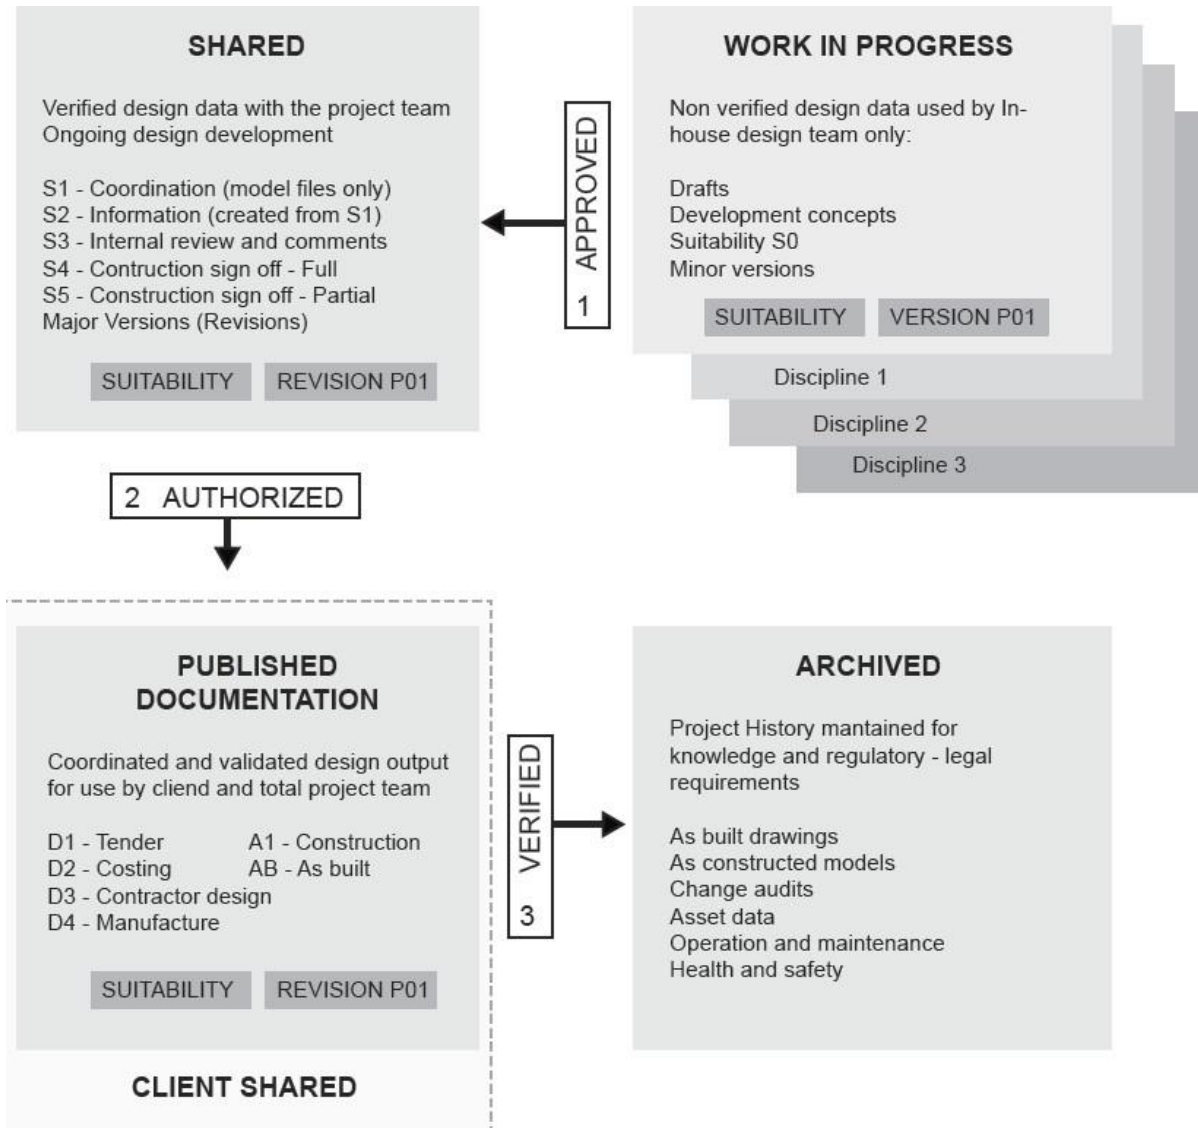 SHARED
Verified design data with the project team
Ongoing design development
S1 - Coordination (model files only)
S2 - Information (created from S1)
S3 - Internal review and comments
S4 - Contruction sign off - Full
S5 - Construction sign off - Partial
Major Versions (Revisions)
SUITABILITY
REVISION P01
1 APPROVED
WORK IN PROGRESS
Non verified design data used by In-
house design team only:
Drafts
Development concepts
Suitability S0
Minor versions
SUITABILITY
VERSION P01
Discipline 1
Discipline 2
Discipline 3
2 AUTHORIZED
PUBLISHED
DOCUMENTATION
Coordinated and validated design output
for use by cliend and total project team
D1 - Tender
A1 - Construction
D2 - Costing
AB - As built
D3 - Contractor design
D4 - Manufacture
SUITABILITY
REVISION P01
CLIENT SHARED
3 VERIFIED
ARCHIVED
Project History mantained for
knowledge and regulatory - legal
requirements
As built drawings
As constructed models
Change audits
Asset data
Operation and maintenance
Health and safety